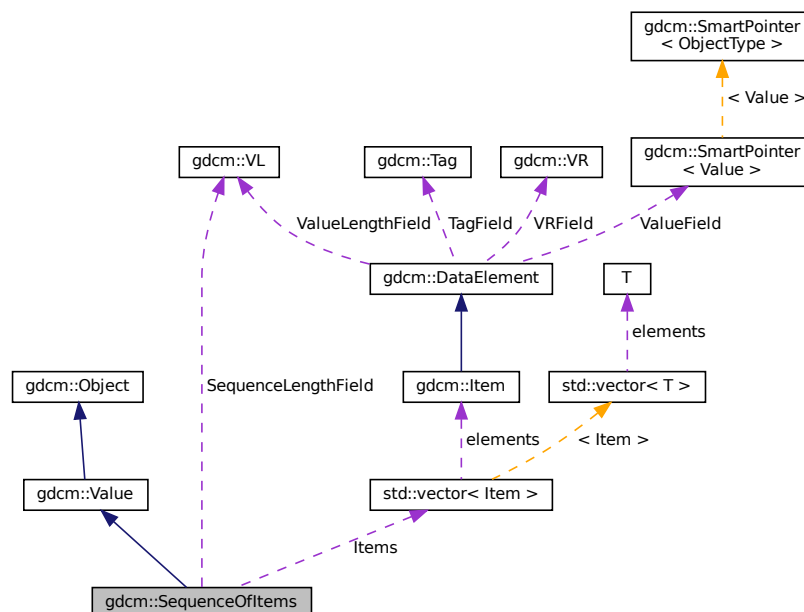 gdcm::SmartPointer
< ObjectType >
< Value >
gdcm::VL
gdcm::Tag
gdcm::VR
gdcm::SmartPointer
< Value >
ValueLengthField
TagField
VRField
ValueField
gdcm::DataElement
T
elements
gdcm::Object
SequenceLengthField
gdcm::Item
std::vector< T >
elements
< Item >
gdcm::Value
std::vector< Item >
Items
gdcm::SequenceOfItems